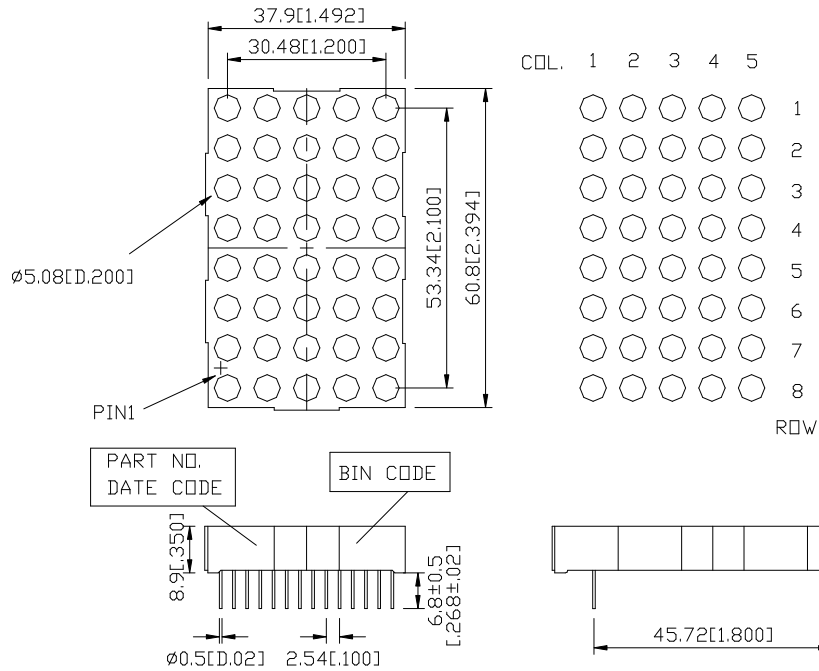 37.9[1.492]
30.48[1.200]
COL. 1 2 3 4 5
1
2
3
4
5
6
7
8
ROW
ø5.08[0.200]
53.34[2.100]
60.8[2.394]
PIN1
PART NO.
DATE CODE
BIN CODE
8.9[.350]
6.8±0.5
[.268±.02]
ø0.5[0.02]
2.54[.100]
45.72[1.800]